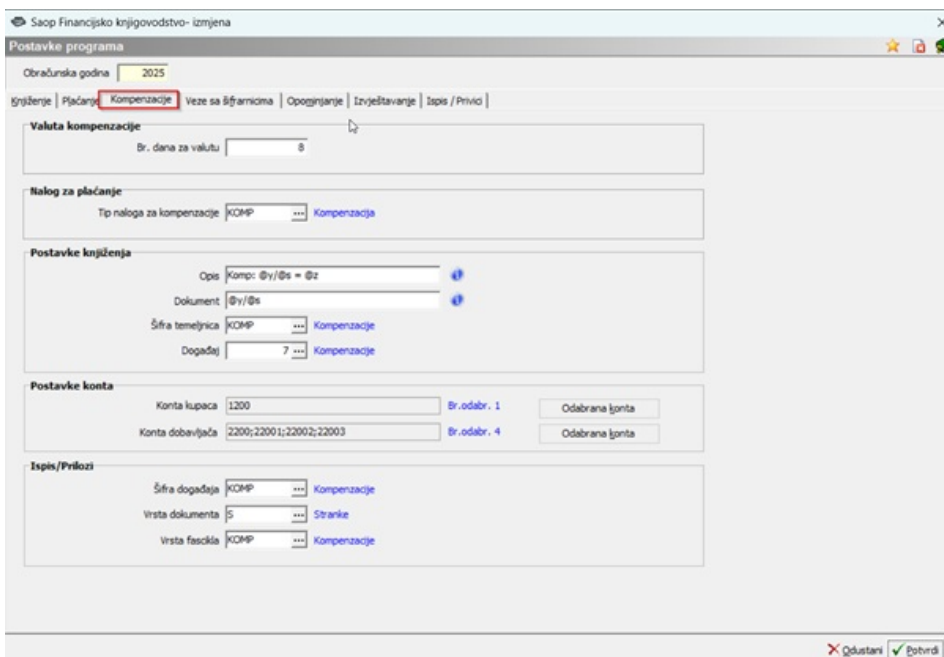 Saop Financijsko knjigovodstvo- izmjena
Postavke programa
Obračunska godina 2025
Knjiženje Plaćanje Kompenzacije Veze sa šifrarnicima Opominjanje Izvještavanje Ispis / Privici
Valuta kompenzacije
Br. dana za valutu 8
Nalog za plaćanje
Tip naloga za kompenzacije KOMP ... Kompenzacija
Postavke knjiženja
Opis Komp: @y/@s = @z
Dokument @y/@s
Šifra temeljnica KOMP ... Kompenzacije
Događaj 7 ... Kompenzacije
Postavke konta
Konta kupaca 1200 Br.odabr. 1 Odabrana konta
Konta dobavljača 2200;22001;22002;22003 Br.odabr. 4 Odabrana konta
Ispis/Prilozi
Šifra događaja KOMP ... Kompenzacije
Vrsta dokumenta S ... Stranke
Vrsta fascikla KOMP ... Kompenzacije
Odustani Potvrdi